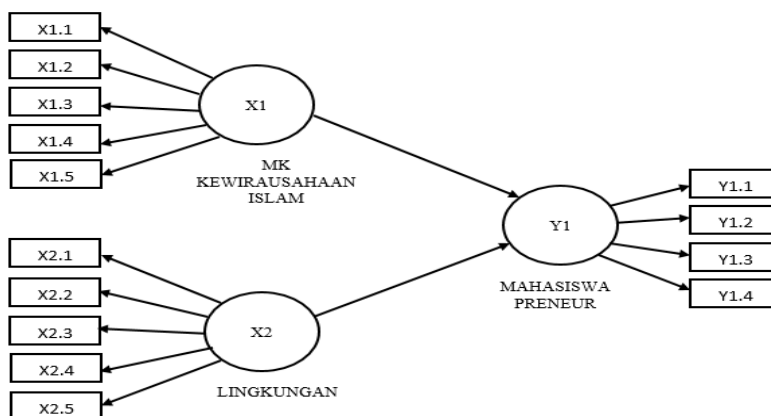 X1.1
X1.2
X1.3
X1.4
X1.5
X1
MK
KEWIRAUSAHAAN
ISLAM
X2.1
X2.2
X2.3
X2.4
X2.5
X2
LINGKUNGAN
Y1
MAHASISWA
PRENEUR
Y1.1
Y1.2
Y1.3
Y1.4